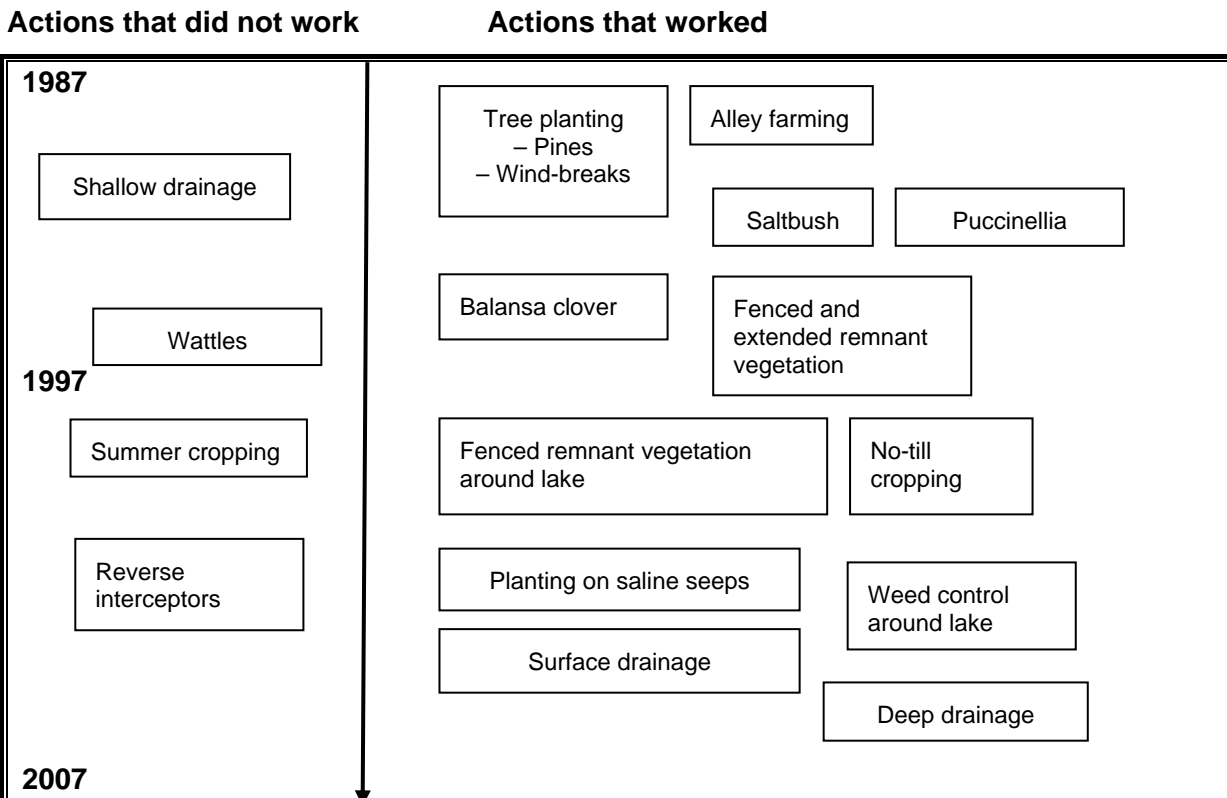 Actions that did not work
Actions that worked
1987
Tree planting
– Pines
– Wind-breaks
Alley farming
Shallow drainage
Saltbush
Puccinellia
Balansa clover
Fenced and
extended remnant
vegetation
Wattles
1997
Summer cropping
Fenced remnant vegetation
around lake
No-till
cropping
Reverse
interceptors
Planting on saline seeps
Weed control
around lake
Surface drainage
Deep drainage
2007